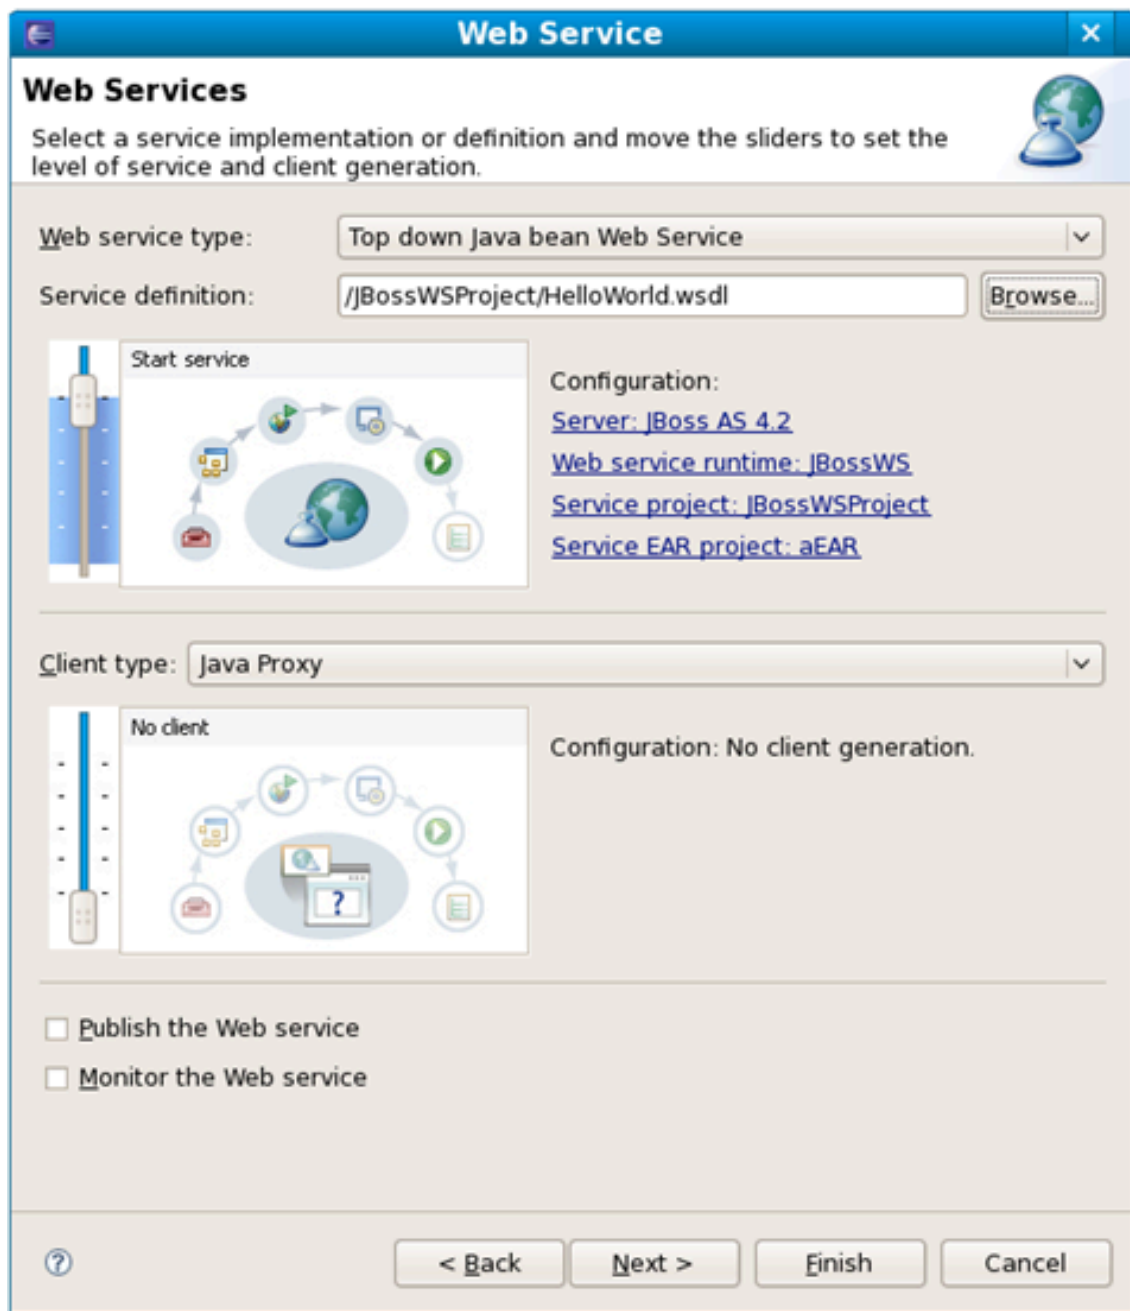 Web Service
Web Services
Select a service implementation or definition and move the sliders to set the
level of service and client generation.
Web service type: Top down Java bean Web Service
Service definition: /JBossWSProject/HelloWorld.wsdl Browse...
Start service
Configuration:
Server: JBoss AS 4.2
Web service runtime: JBossWS
Service project: JBossWSProject
Service EAR project: aEAR
Client type: Java Proxy
No client
Configuration: No client generation.
?
Publish the Web service
Monitor the Web service
? < Back Next > Finish Cancel